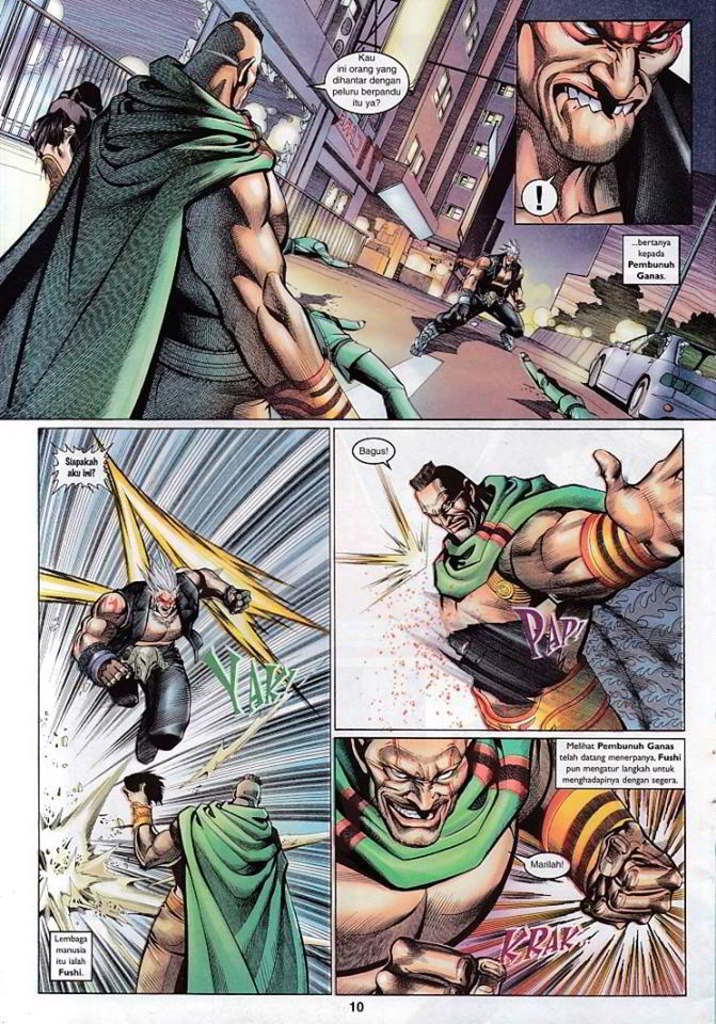 Kau
ini orang yang
dihantar dengan
peluru berpandu
itu ya?
!
...bertanya
kepada
Pembunuh
Ganas.
Siapakah
aku ini?
YAK!
Lembaga
manusia
itu ialah
Fushi.
Bagus!
PAP!
Melihat Pembunuh Ganas
telah datang menerpanya, Fushi
pun mengatur langkah untuk
menghadapinya dengan segera.
Marilah!
KRAK
10